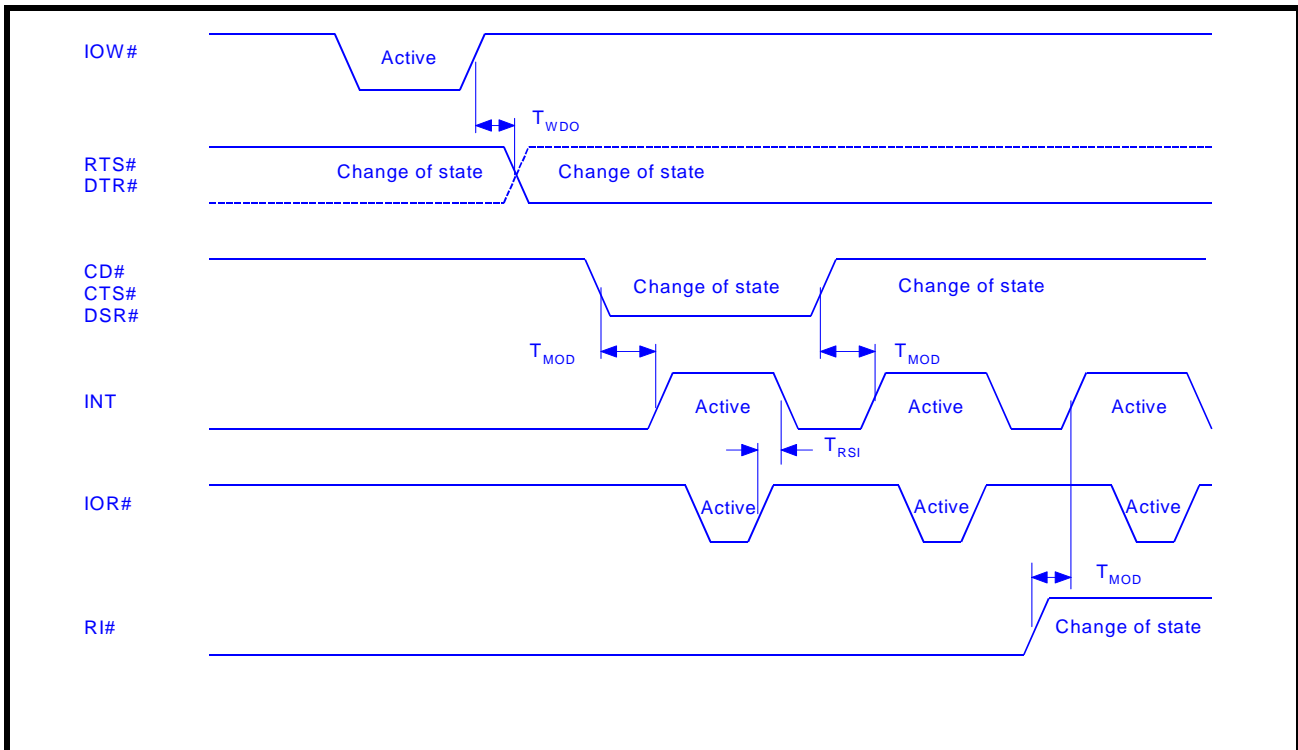 IOW#
Active
TWDO
RTS#
DTR#
Change of state Change of state
CD#
CTS#
DSR#
Change of state Change of state
TMOD TMOD
INT
Active Active Active
TRSI
IOR#
Active Active Active
TMOD
RI#
Change of state